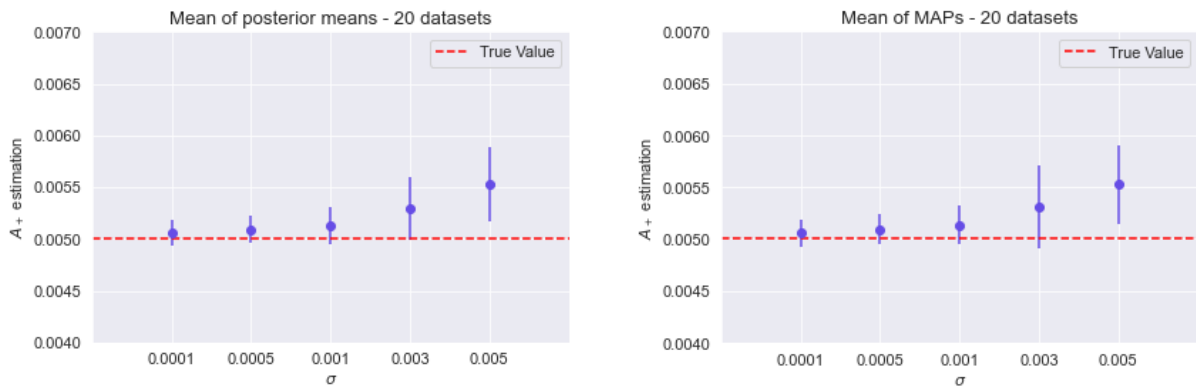 Mean of posterior means - 20 datasets
0.0070
0.0065
0.0060
0.0055
0.0050
0.0045
0.0040
A+ estimation
True Value
0.0001 0.0005 0.001 0.003 0.005
σ
Mean of MAPs - 20 datasets
0.0070
0.0065
0.0060
0.0055
0.0050
0.0045
0.0040
A+ estimation
True Value
0.0001 0.0005 0.001 0.003 0.005
σ